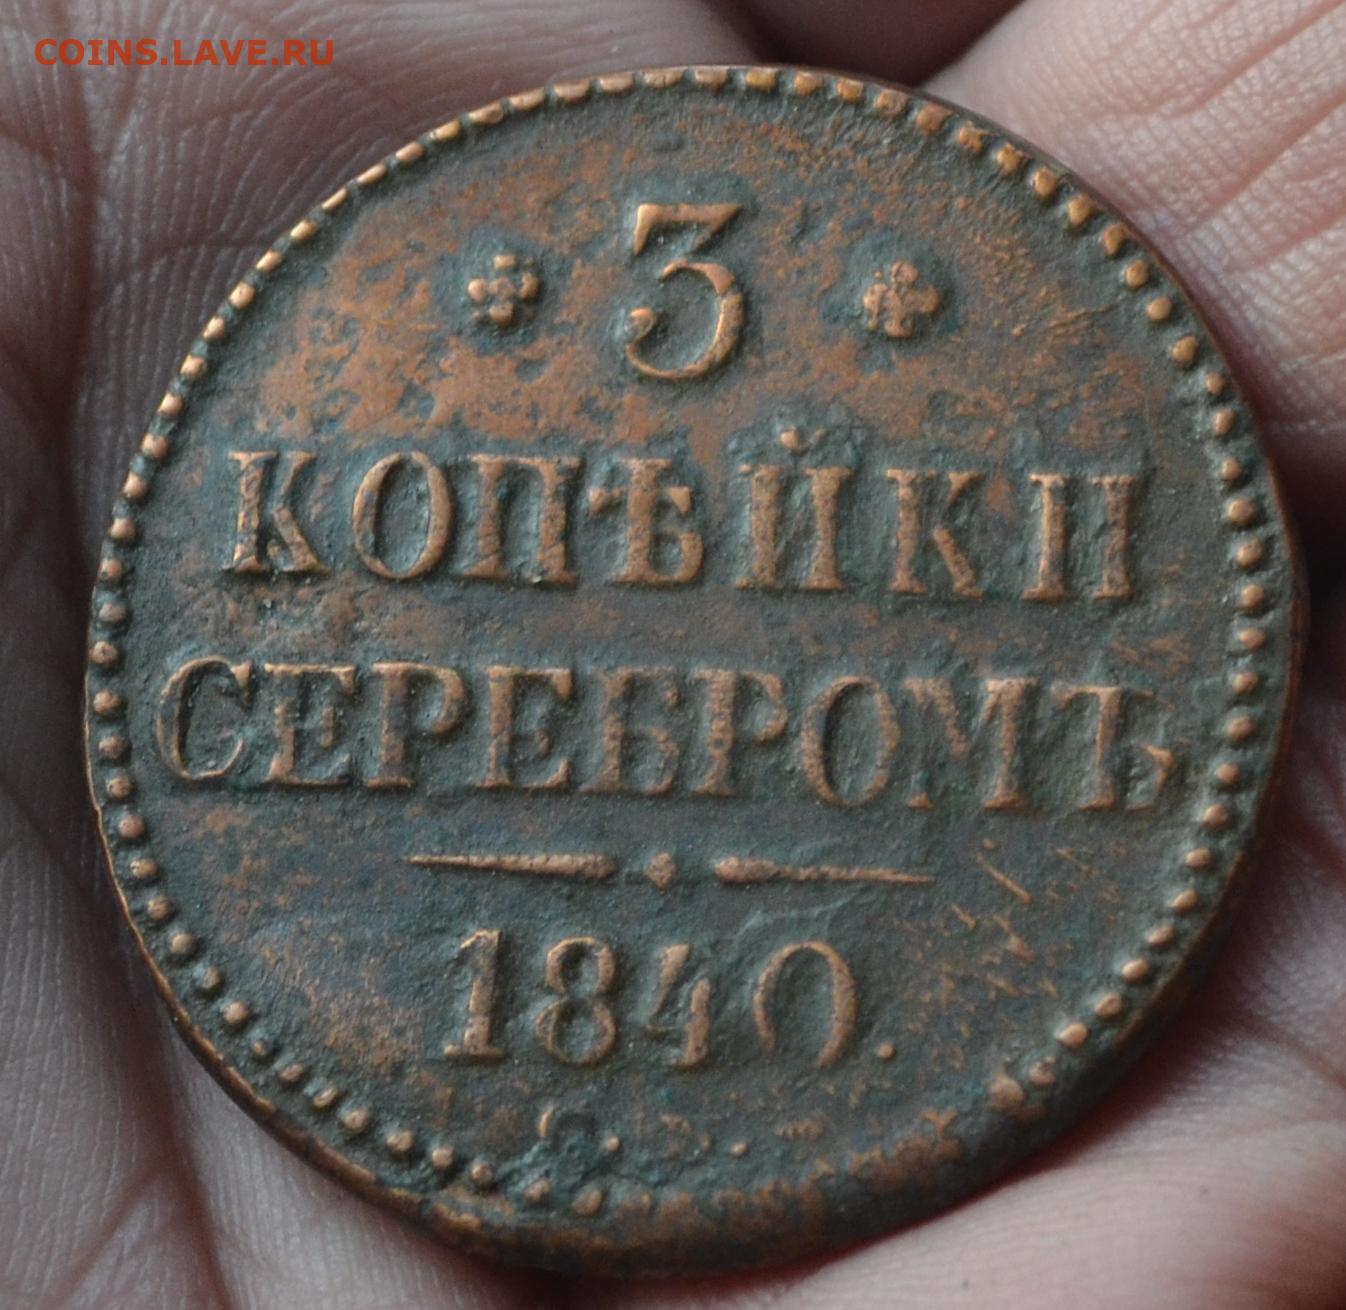 COINS.LAVE.RU
3
КОПѢЙКИ
СЕРЕБРОМЪ
1840.